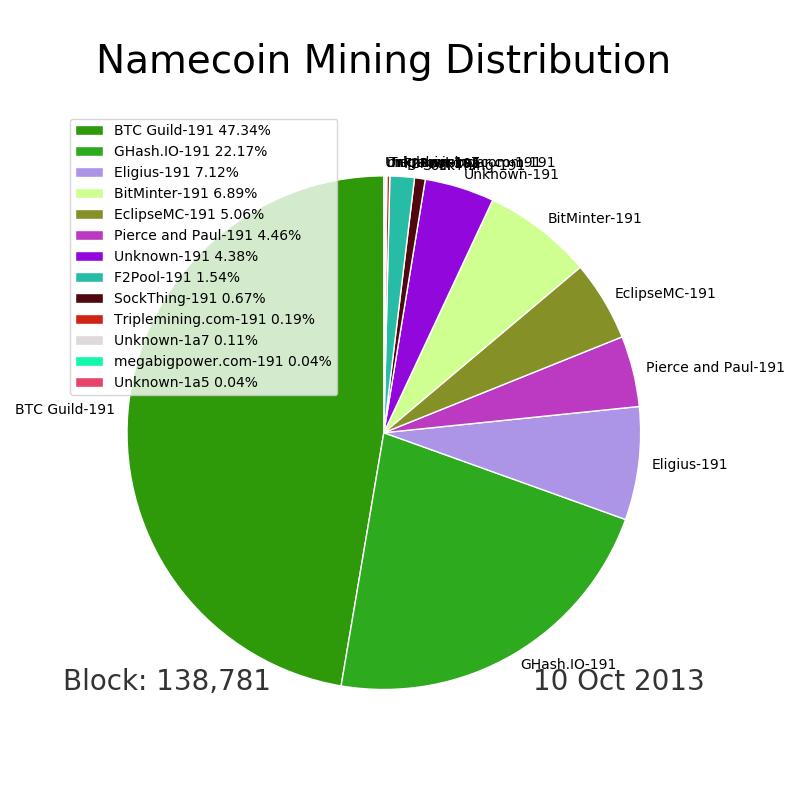 Namecoin Mining Distribution
BTC Guild-191 47.34%
GHash.IO-191 22.17%
Eligius-191 7.12%
BitMinter-191 6.89%
EclipseMC-191 5.06%
Pierce and Paul-191 4.46%
Unknown-191 4.38%
F2Pool-191 1.54%
SockThing-191 0.67%
Triplemining.com-191 0.19%
Unknown-1a7 0.11%
megabigpower.com-191 0.04%
Unknown-1a5 0.04%
Unknown-191
BitMinter-191
EclipseMC-191
Pierce and Paul-191
BTC Guild-191
Eligius-191
GHash.IO-191
Block: 138,781
10 Oct 2013